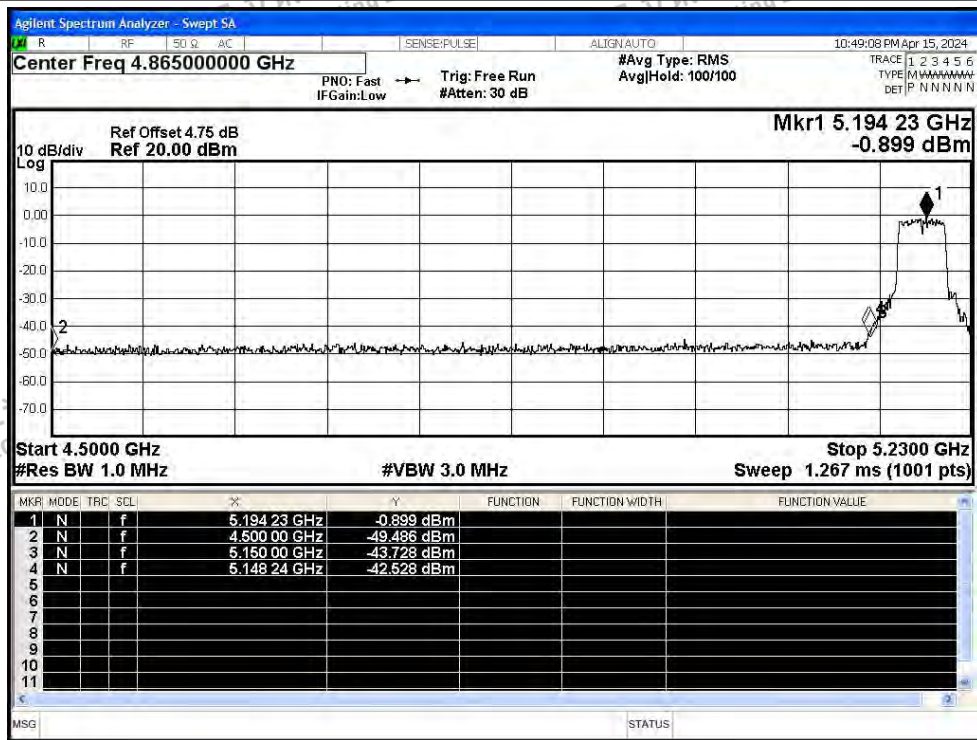 Agilent Spectrum Analyzer - Swept SA
R RF 50 Ω AC SENSE:PULSE ALIGN AUTO 10:49:08 PM Apr 15, 2024
Center Freq 4.865000000 GHz
PNO: Fast
IFGain:Low
Trig: Free Run
#Atten: 30 dB
#Avg Type: RMS
Avg|Hold: 100/100
TRACE 1 2 3 4 5 6
TYPE M
DET P N N N N N
Mkr1 5.194 23 GHz
-0.899 dBm
Ref Offset 4.75 dB
10 dB/div Ref 20.00 dBm
Log
10.0
0.00
-10.0
-20.0
-30.0
-40.0
-50.0
-60.0
-70.0
1
2
Start 4.5000 GHz Stop 5.2300 GHz
#Res BW 1.0 MHz #VBW 3.0 MHz Sweep 1.267 ms (1001 pts)
MKR MODE TRC SCL X Y FUNCTION FUNCTION WIDTH FUNCTION VALUE
1 N f 5.194 23 GHz -0.899 dBm
2 N f 4.500 00 GHz -49.486 dBm
3 N f 5.150 00 GHz -43.728 dBm
4 N f 5.148 24 GHz -42.528 dBm
5
6
7
8
9
10
11
MSG STATUS